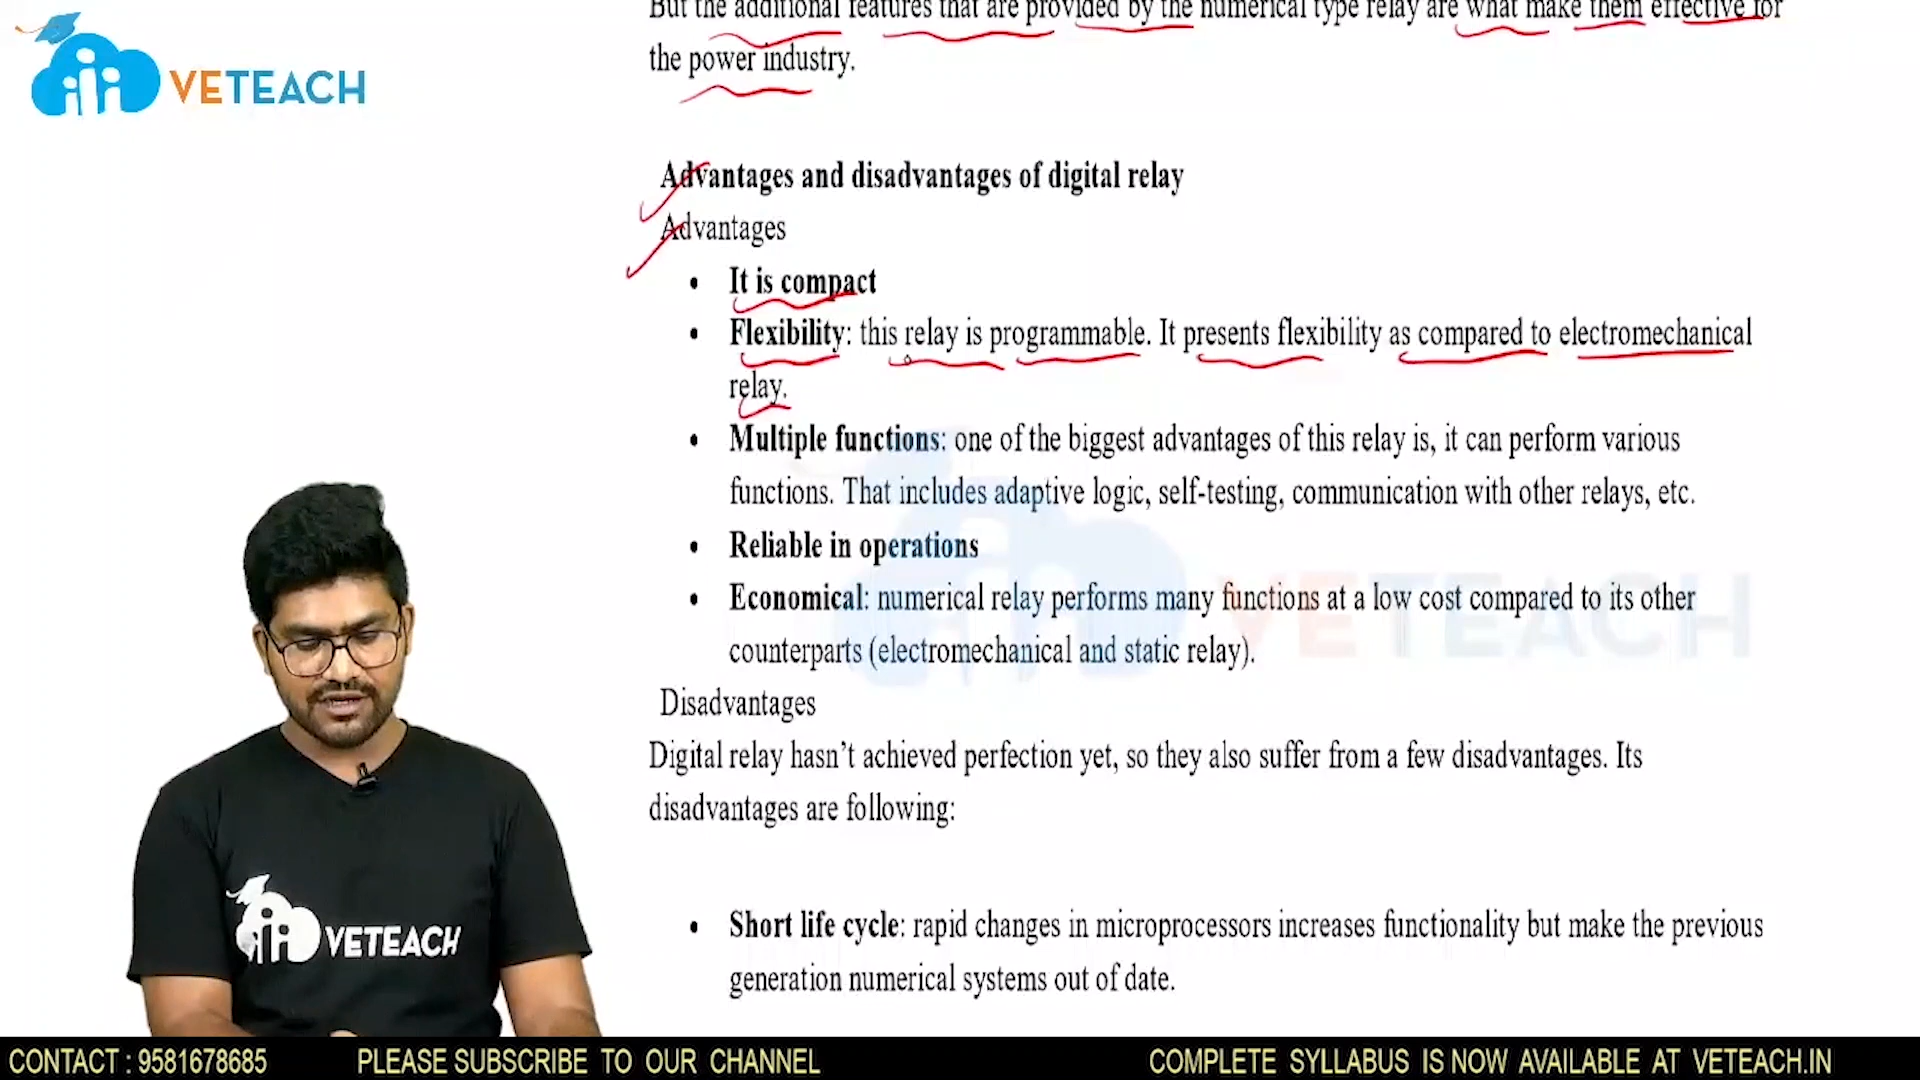 But the additional features that are provided by the numerical type relay are what make them effective for
the power industry.
VETEACH
Advantages and disadvantages of digital relay
Advantages
• It is compact
• Flexibility: this relay is programmable. It presents flexibility as compared to electromechanical
relay.
• Multiple functions: one of the biggest advantages of this relay is, it can perform various
functions. That includes adaptive logic, self-testing, communication with other relays, etc.
• Reliable in operations
• Economical: numerical relay performs many functions at a low cost compared to its other
counterparts (electromechanical and static relay).
VETEACH
Disadvantages
Digital relay hasn’t achieved perfection yet, so they also suffer from a few disadvantages. Its
disadvantages are following:
• Short life cycle: rapid changes in microprocessors increases functionality but make the previous
generation numerical systems out of date.
VETEACH
CONTACT : 9581678685 PLEASE SUBSCRIBE TO OUR CHANNEL COMPLETE SYLLABUS IS NOW AVAILABLE AT VETEACH.IN